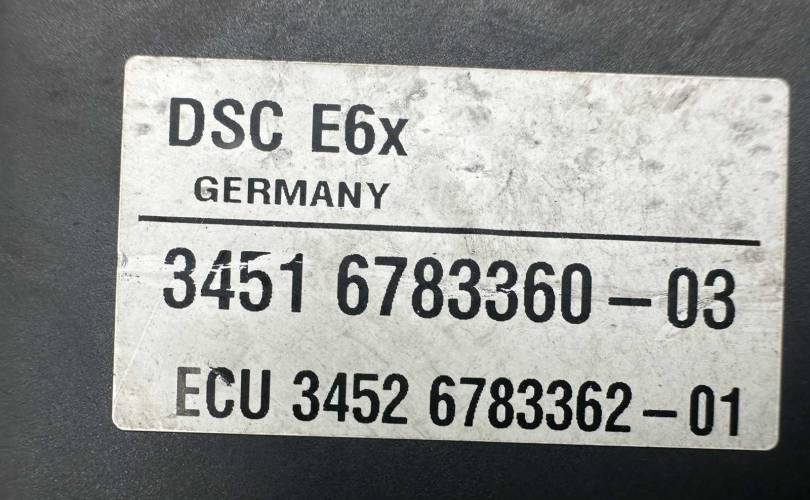 DSC E6x
GERMANY
3451 6783360-03
ECU 3452 6783362-01